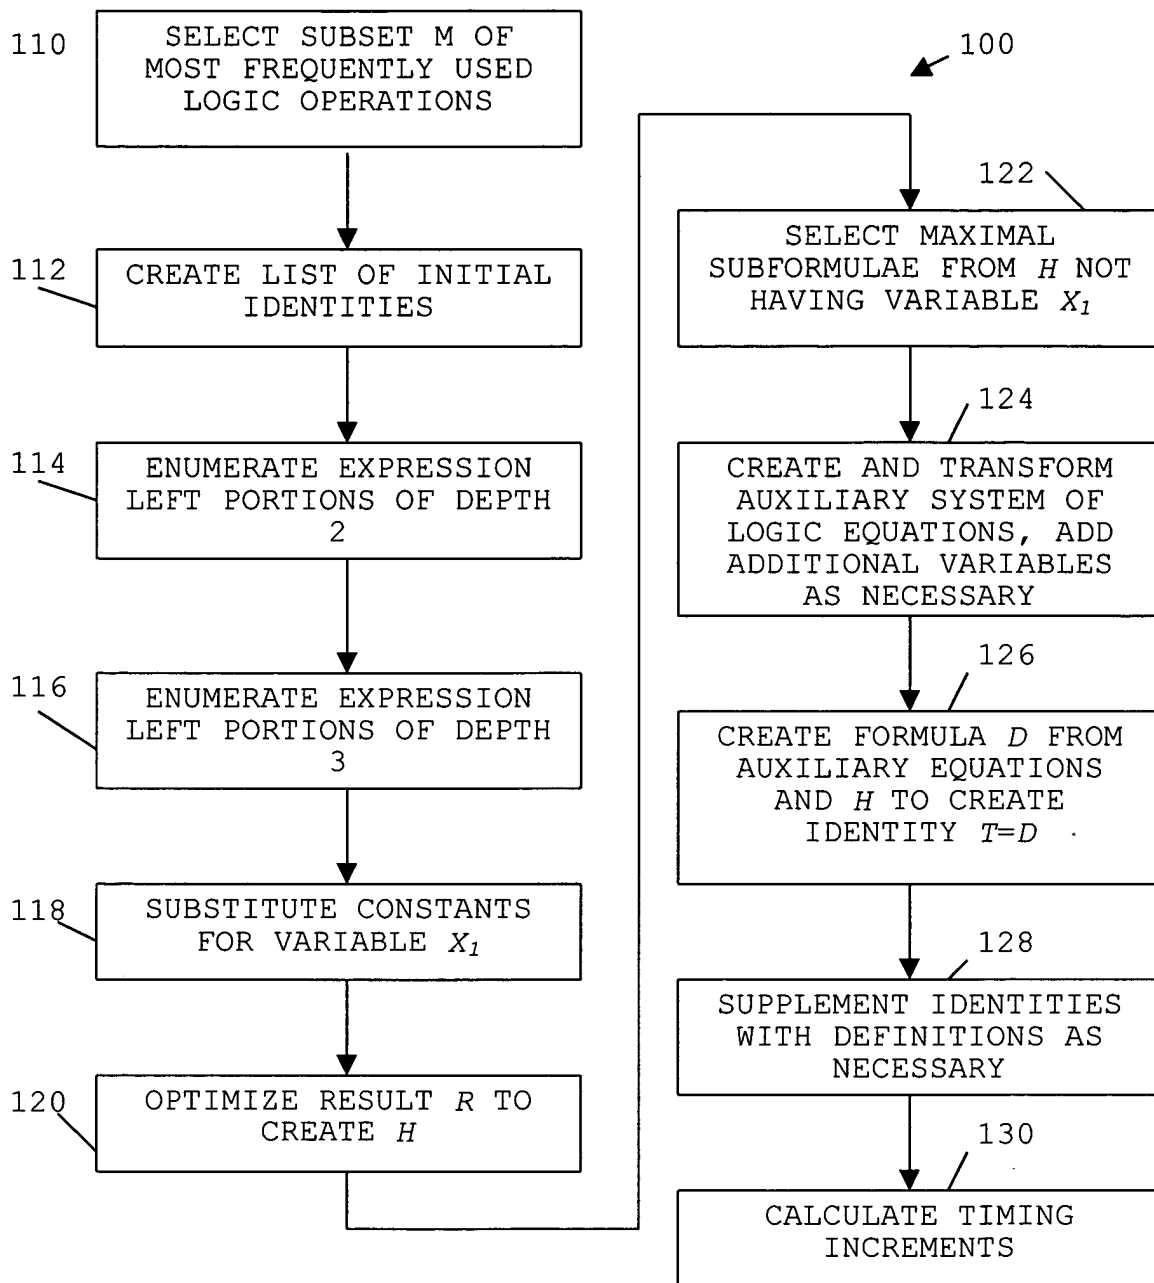 110
SELECT SUBSET M OF
MOST FREQUENTLY USED
LOGIC OPERATIONS
112
CREATE LIST OF INITIAL
IDENTITIES
114
ENUMERATE EXPRESSION
LEFT PORTIONS OF DEPTH
2
116
ENUMERATE EXPRESSION
LEFT PORTIONS OF DEPTH
3
118
SUBSTITUTE CONSTANTS
FOR VARIABLE X1
120
OPTIMIZE RESULT R TO
CREATE H
100
122
SELECT MAXIMAL
SUBFORMULAE FROM H NOT
HAVING VARIABLE X1
124
CREATE AND TRANSFORM
AUXILIARY SYSTEM OF
LOGIC EQUATIONS, ADD
ADDITIONAL VARIABLES
AS NECESSARY
126
CREATE FORMULA D FROM
AUXILIARY EQUATIONS
AND H TO CREATE
IDENTITY T=D
128
SUPPLEMENT IDENTITIES
WITH DEFINITIONS AS
NECESSARY
130
CALCULATE TIMING
INCREMENTS